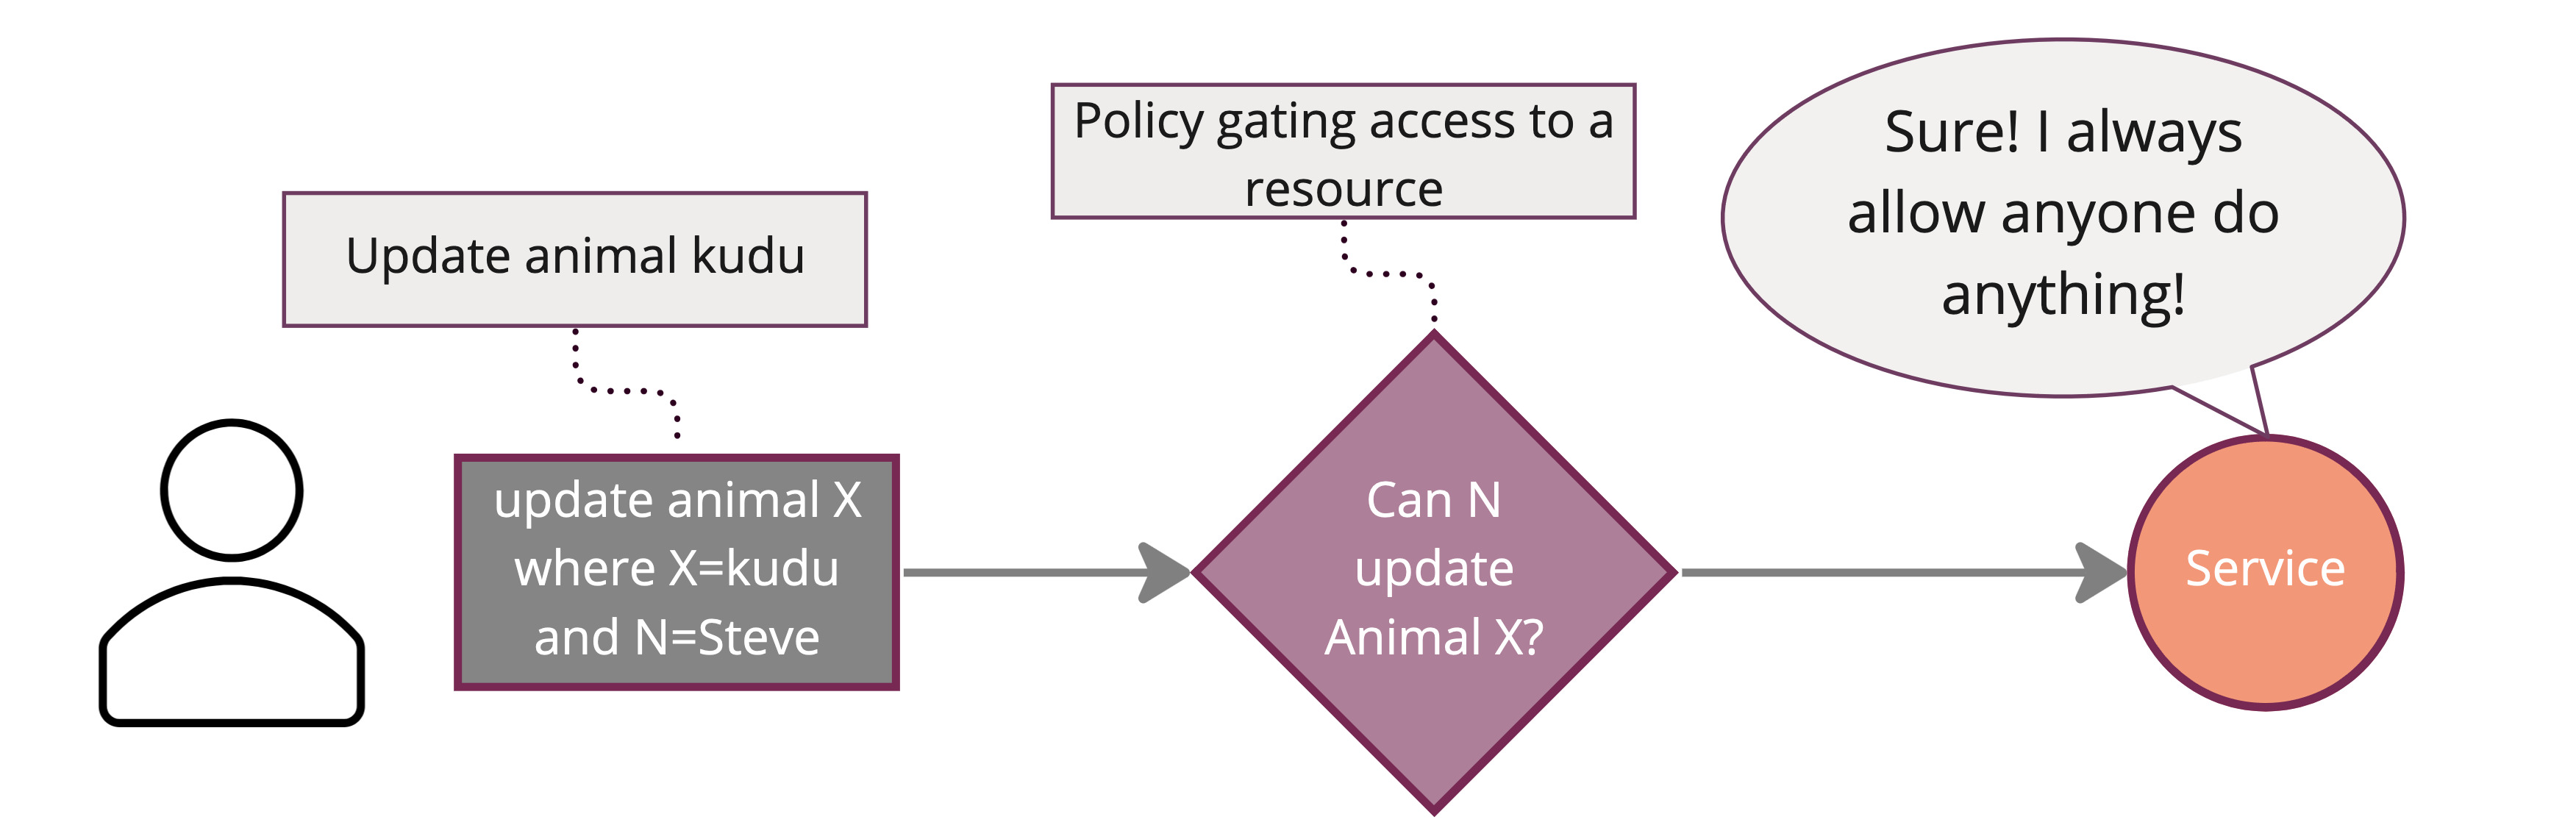 Update animal kudu
update animal X
where X=kudu
and N=Steve
Policy gating access to a
resource
Can N
update
Animal X?
Sure! I always
allow anyone do
anything!
Service